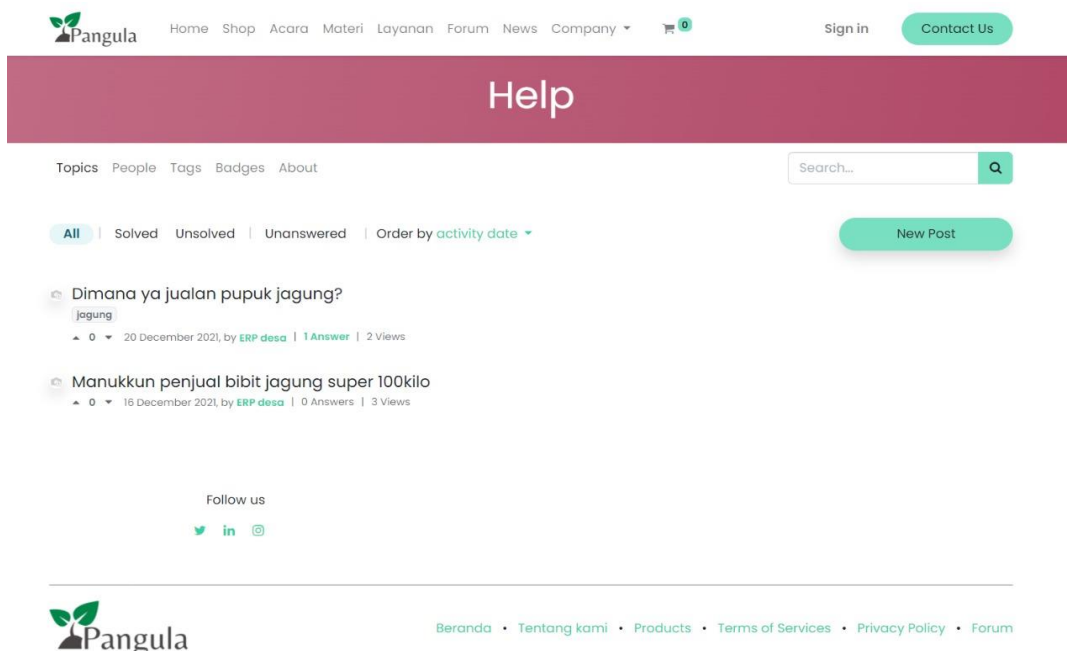 Pangula Home Shop Acara Materi Layanan Forum News Company 0 Sign in Contact Us
Help
Topics People Tags Badges About Search...
All | Solved Unsolved | Unanswered | Order by activity date New Post
Dimana ya jualan pupuk jagung?
jagung
0 20 December 2021, by ERP desa | 1 Answer | 2 Views
Manukkun penjual bibit jagung super 100kilo
0 16 December 2021, by ERP desa | 0 Answers | 3 Views
Follow us
in
Pangula Beranda • Tentang kami • Products • Terms of Services • Privacy Policy • Forum